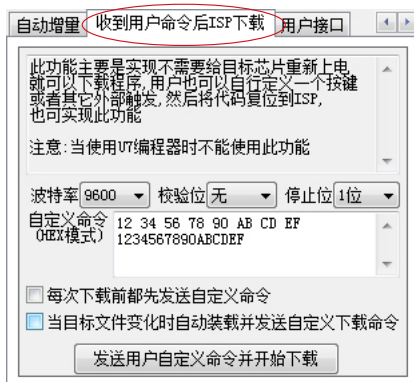 自动增量 收到用户命令后ISP下载 用户接口
此功能主要是实现不需要给目标芯片重新上电
就可以下载程序,用户也可以自行定义一个按键
或者其它外部触发,然后将代码复位到ISP,
也可实现此功能
注意:当使用U7编程器时不能使用此功能
波特率 9600 校验位 无 停止位 1位
自定义命令 12 34 56 78 90 AB CD EF
(HEX模式) 1234567890ABCDEF
每次下载前都先发送自定义命令
当目标文件变化时自动装载并发送自定义下载命令
发送用户自定义命令并开始下载